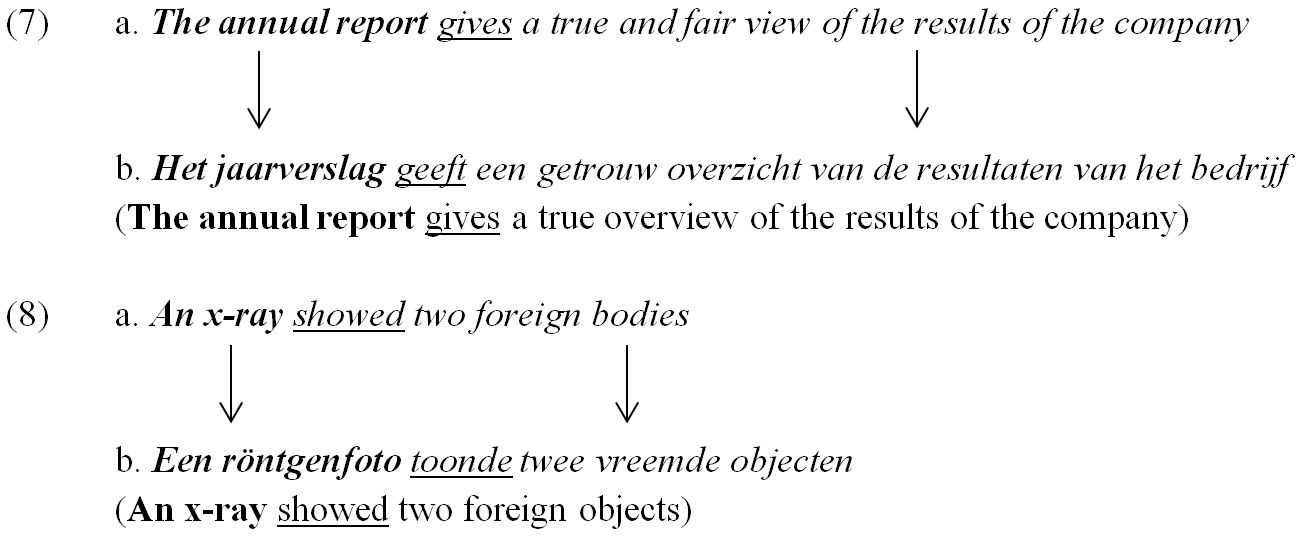 (7) a. The annual report gives a true and fair view of the results of the company
b. Het jaarverslag geeft een getrouw overzicht van de resultaten van het bedrijf
(The annual report gives a true overview of the results of the company)
(8) a. An x-ray showed two foreign bodies
b. Een röntgenfoto toonde twee vreemde objecten
(An x-ray showed two foreign objects)